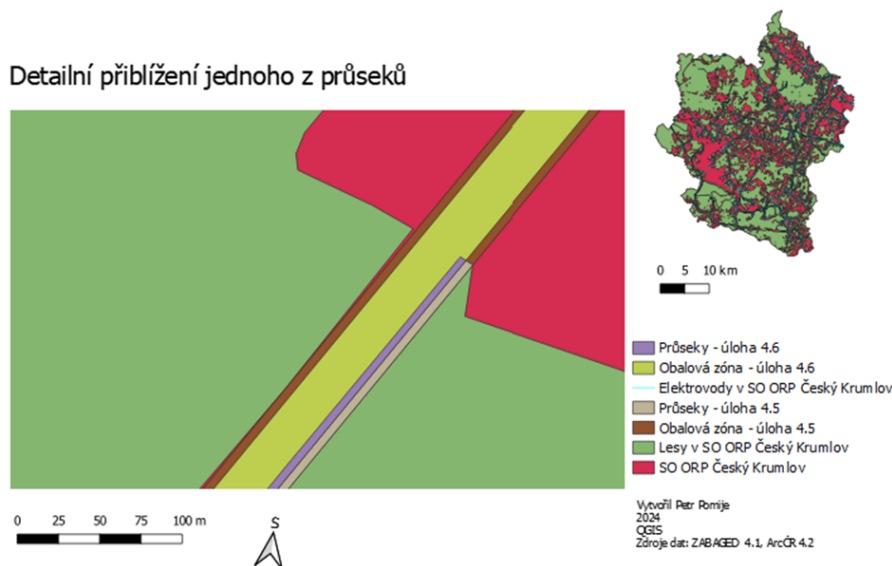 Detailní přiblížení jednoho z průseků
0 5 10 km
Průseky - úloha 4.6
Obalová zóna - úloha 4.6
Elektrovody v SO ORP Český Krumlov
Průseky - úloha 4.5
Obalová zóna - úloha 4.5
Lesy v SO ORP Český Krumlov
SO ORP Český Krumlov
0 25 50 75 100 m
S
Vytvořil Petr Pomije
2024
QGIS
Zdroje dat: ZABAGED 4.1, ArcČR 4.2